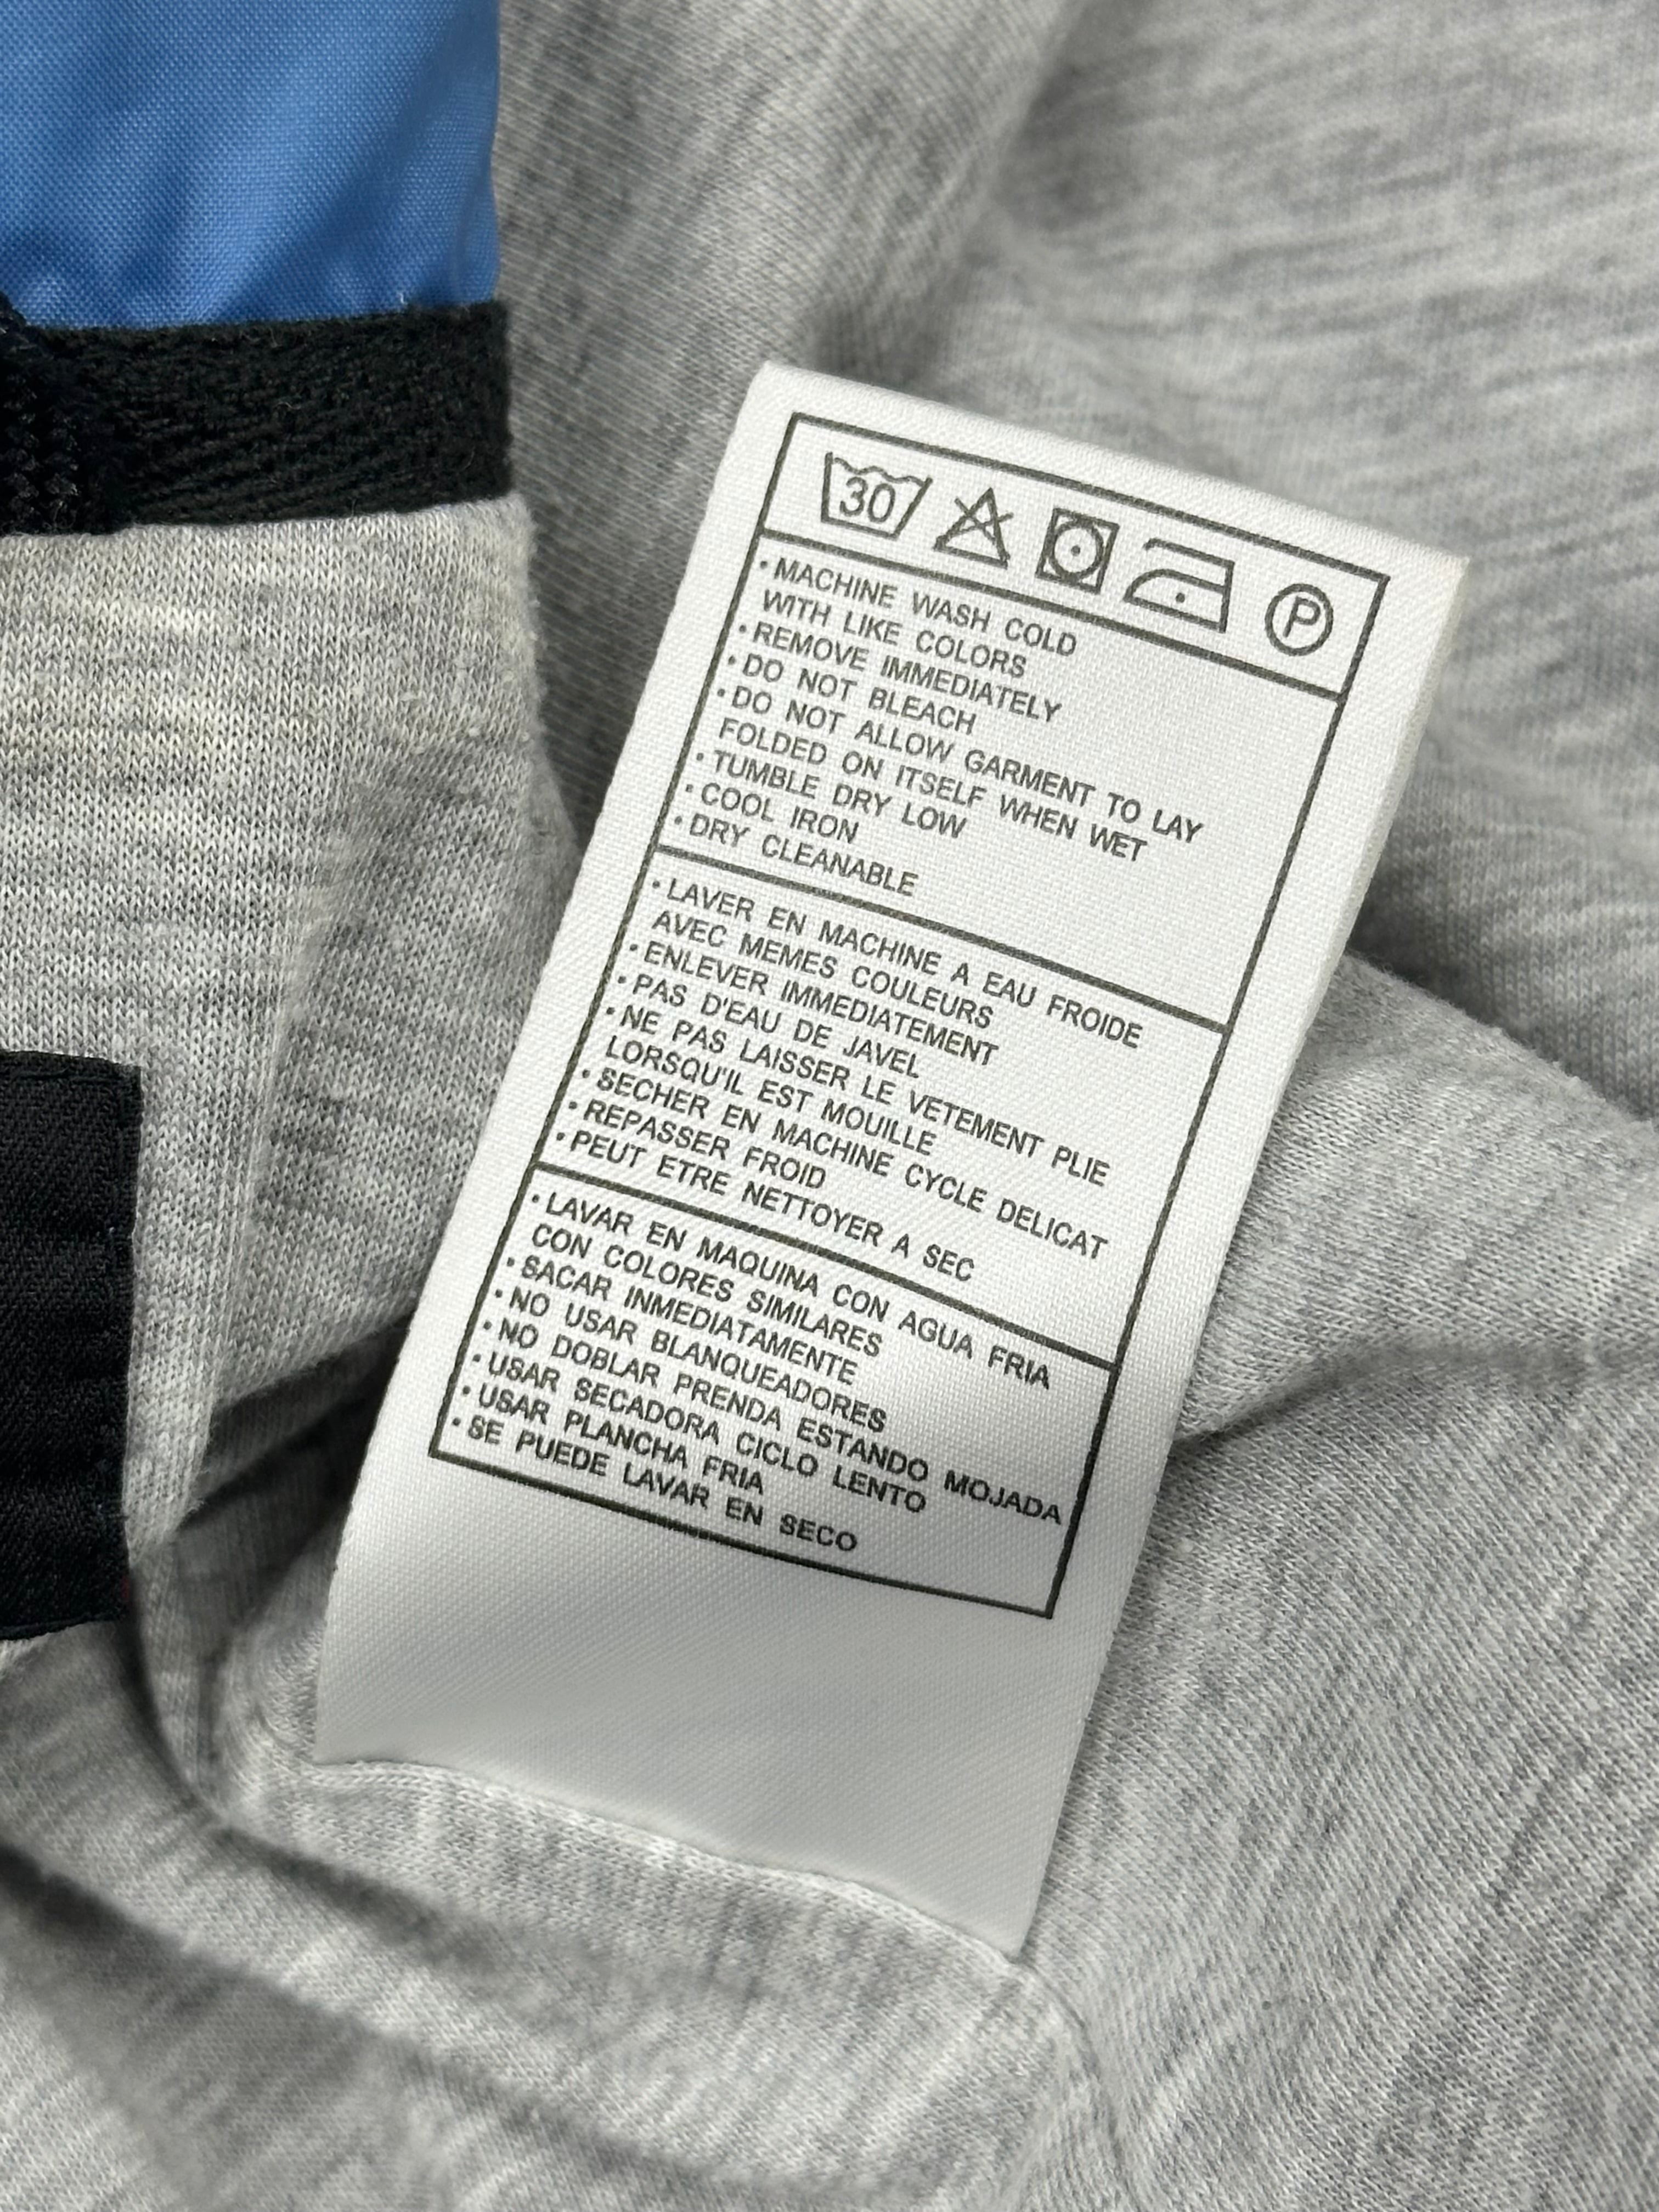 30 P
• MACHINE WASH COLD
WITH LIKE COLORS
• REMOVE IMMEDIATELY
• DO NOT BLEACH
• DO NOT ALLOW GARMENT TO LAY
FOLDED ON ITSELF WHEN WET
• TUMBLE DRY LOW
• COOL IRON
• DRY CLEANABLE
• LAVER EN MACHINE A EAU FROIDE
AVEC MEMES COULEURS
• ENLEVER IMMEDIATEMENT
• PAS D'EAU DE JAVEL
• NE PAS LAISSER LE VETEMENT PLIE
LORSQU'IL EST MOUILLE
• SECHER EN MACHINE CYCLE DELICAT
• REPASSER FROID
• PEUT ETRE NETTOYER A SEC
• LAVAR EN MAQUINA CON AGUA FRIA
CON COLORES SIMILARES
• SACAR INMEDIATAMENTE
• NO USAR BLANQUEADORES
• NO DOBLAR PRENDA ESTANDO MOJADA
• USAR SECADORA CICLO LENTO
• USAR PLANCHA FRIA
• SE PUEDE LAVAR EN SECO